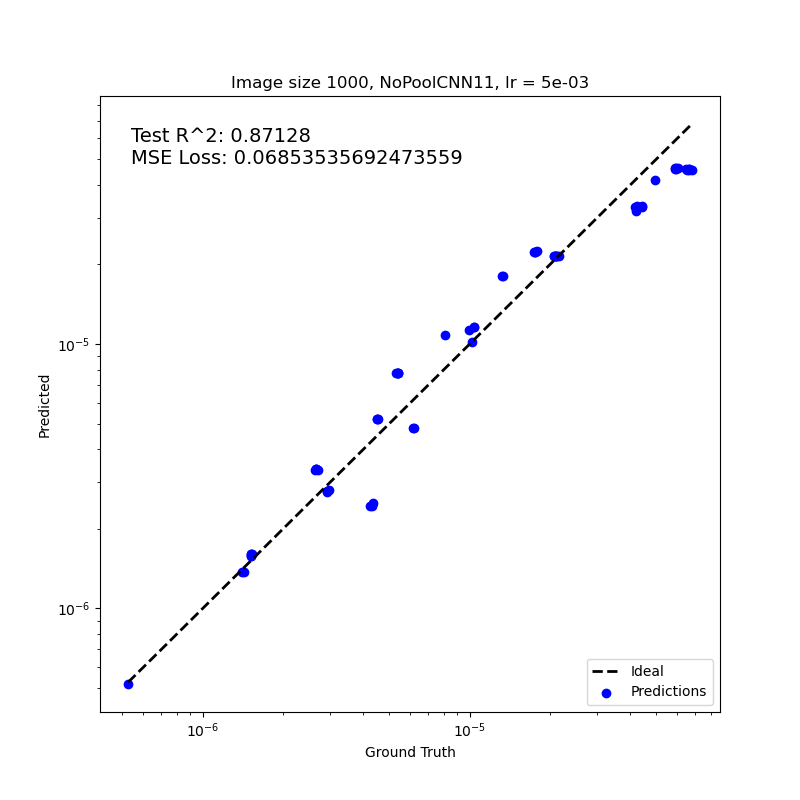 Image size 1000, NoPoolCNN11, lr = 5e-03
Test R^2: 0.87128
MSE Loss: 0.06853535692473559
10⁻⁵
10⁻⁶
Predicted
Ideal
Predictions
10⁻⁶ 10⁻⁵
Ground Truth